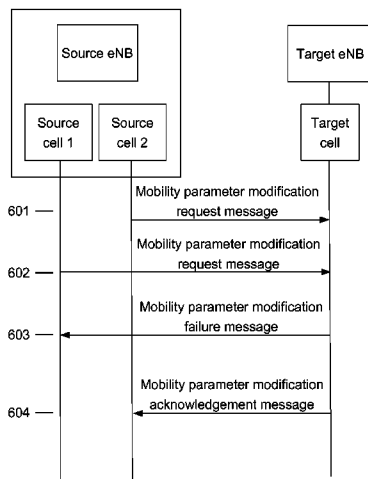 Source eNB
Target eNB
Source
cell 1
Source
cell 2
Target
cell
601
Mobility parameter modification
request message
602
Mobility parameter modification
request message
603
Mobility parameter modification
failure message
604
Mobility parameter modification
acknowledgement message